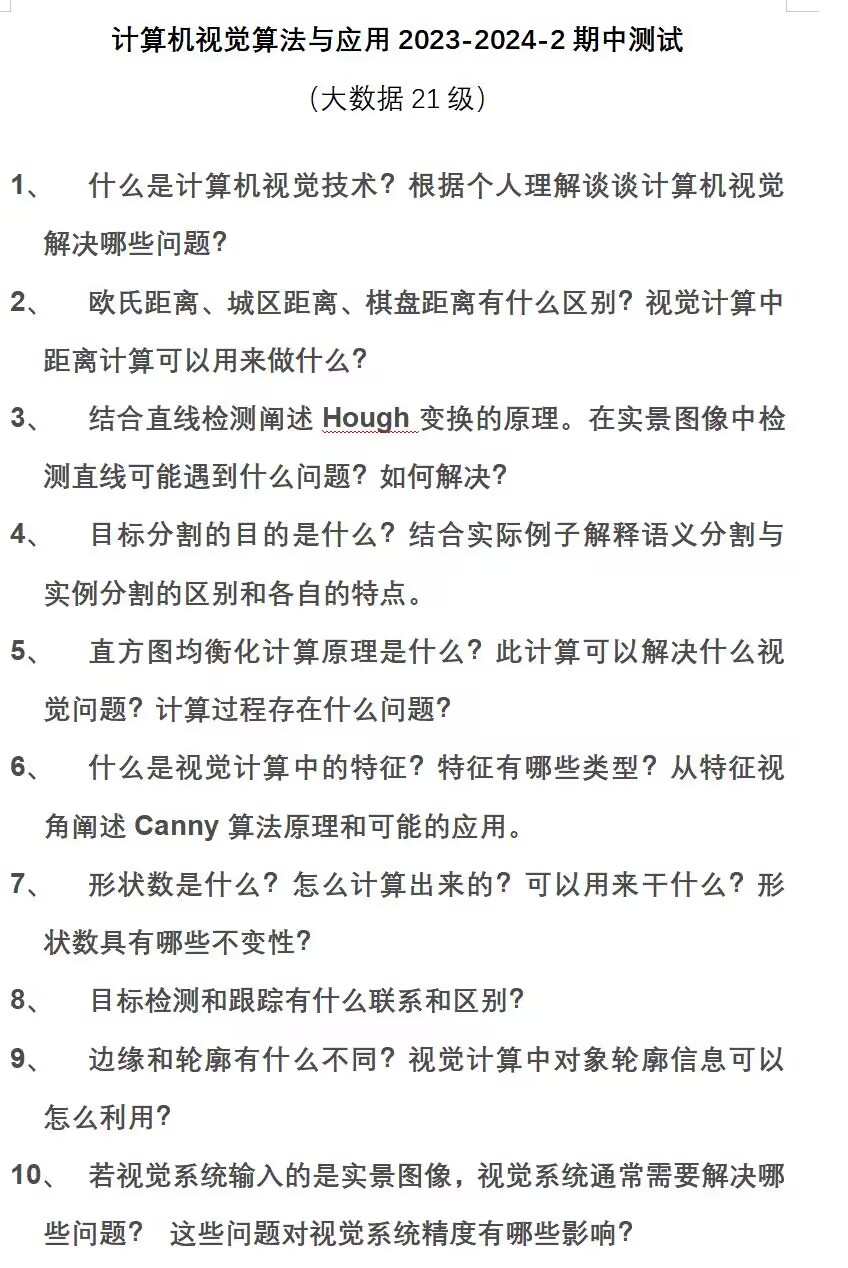 计算机视觉算法与应用 2023-2024-2 期中测试
（大数据 21 级）
1、 什么是计算机视觉技术？根据个人理解谈谈计算机视觉
解决哪些问题？
2、 欧氏距离、城区距离、棋盘距离有什么区别？视觉计算中
距离计算可以用来做什么？
3、 结合直线检测阐述 Hough 变换的原理。在实景图像中检
测直线可能遇到什么问题？如何解决？
4、 目标分割的目的是什么？结合实际例子解释语义分割与
实例分割的区别和各自的特点。
5、 直方图均衡化计算原理是什么？此计算可以解决什么视
觉问题？计算过程存在什么问题？
6、 什么是视觉计算中的特征？特征有哪些类型？从特征视
角阐述 Canny 算法原理和可能的应用。
7、 形状数是什么？怎么计算出来的？可以用来干什么？形
状数具有哪些不变性？
8、 目标检测和跟踪有什么联系和区别？
9、 边缘和轮廓有什么不同？视觉计算中对象轮廓信息可以
怎么利用？
10、 若视觉系统输入的是实景图像，视觉系统通常需要解决哪
些问题？ 这些问题对视觉系统精度有哪些影响？